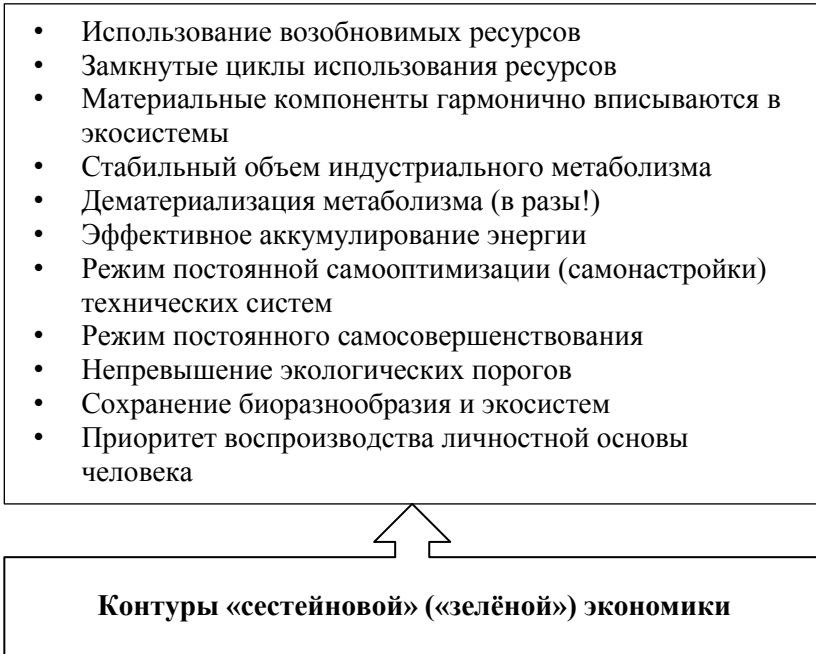 • Использование возобновимых ресурсов
• Замкнутые циклы использования ресурсов
• Материальные компоненты гармонично вписываются в
экосистемы
• Стабильный объем индустриального метаболизма
• Дематериализация метаболизма (в разы!)
• Эффективное аккумулирование энергии
• Режим постоянной самооптимизации (самонастройки)
технических систем
• Режим постоянного самосовершенствования
• Непревышение экологических порогов
• Сохранение биоразнообразия и экосистем
• Приоритет воспроизводства личностной основы
человека
Контуры «сестейновой» («зелёной») экономики